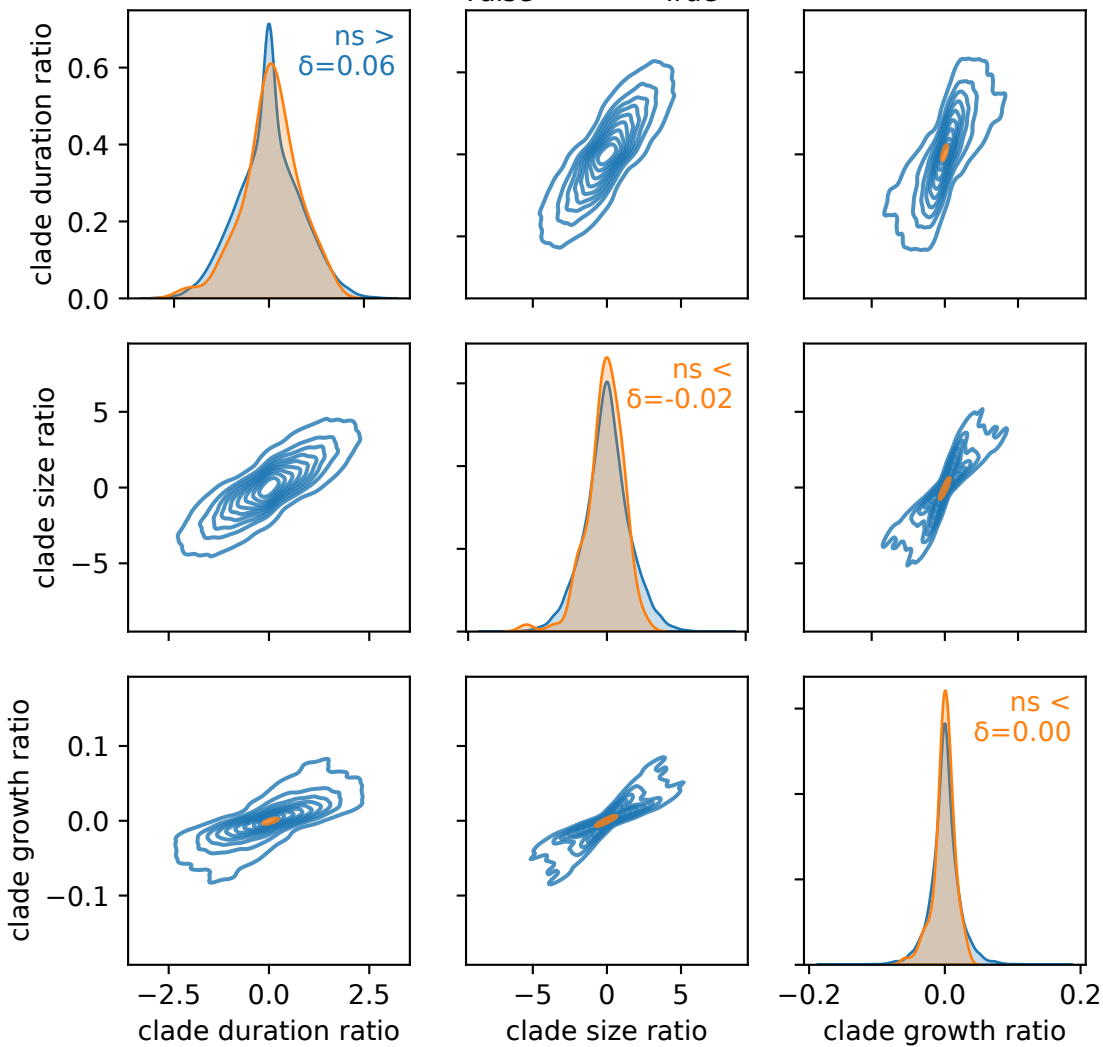 clade duration ratio
0.6
0.4
0.2
0.0
ns >
δ=0.06
clade size ratio
5
0
−5
ns <
δ=-0.02
clade growth ratio
0.1
0.0
−0.1
ns <
δ=0.00
−2.5 0.0 2.5
−5 0 5
−0.2 0.0 0.2
clade duration ratio
clade size ratio
clade growth ratio